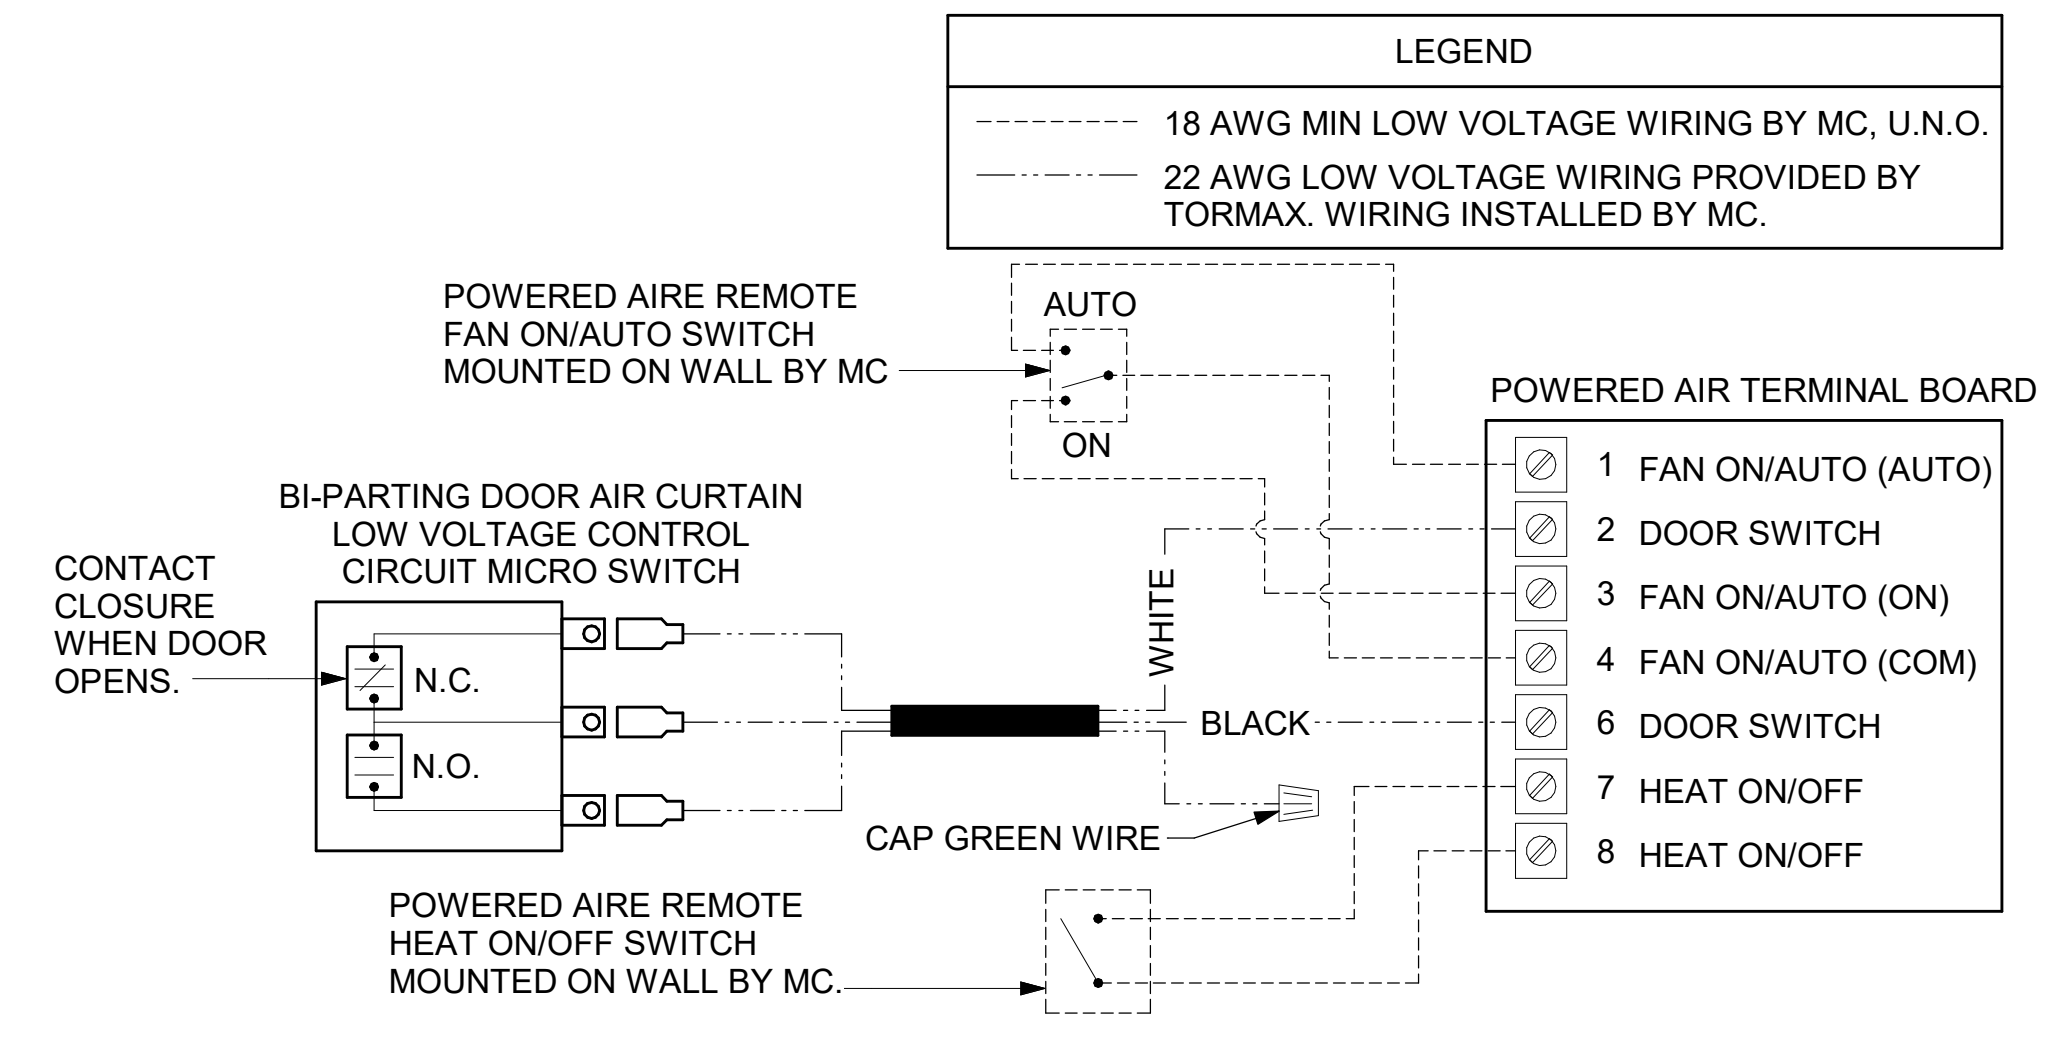 LEGEND
18 AWG MIN LOW VOLTAGE WIRING BY MC, U.N.O.
22 AWG LOW VOLTAGE WIRING PROVIDED BY
TORMAX. WIRING INSTALLED BY MC.
POWERED AIRE REMOTE
FAN ON/AUTO SWITCH
MOUNTED ON WALL BY MC
AUTO
ON
POWERED AIR TERMINAL BOARD
1 FAN ON/AUTO (AUTO)
2 DOOR SWITCH
3 FAN ON/AUTO (ON)
4 FAN ON/AUTO (COM)
6 DOOR SWITCH
7 HEAT ON/OFF
8 HEAT ON/OFF
BI-PARTING DOOR AIR CURTAIN
LOW VOLTAGE CONTROL
CIRCUIT MICRO SWITCH
CONTACT
CLOSURE
WHEN DOOR
OPENS.
N.C.
N.O.
WHITE
BLACK
CAP GREEN WIRE
POWERED AIRE REMOTE
HEAT ON/OFF SWITCH
MOUNTED ON WALL BY MC.